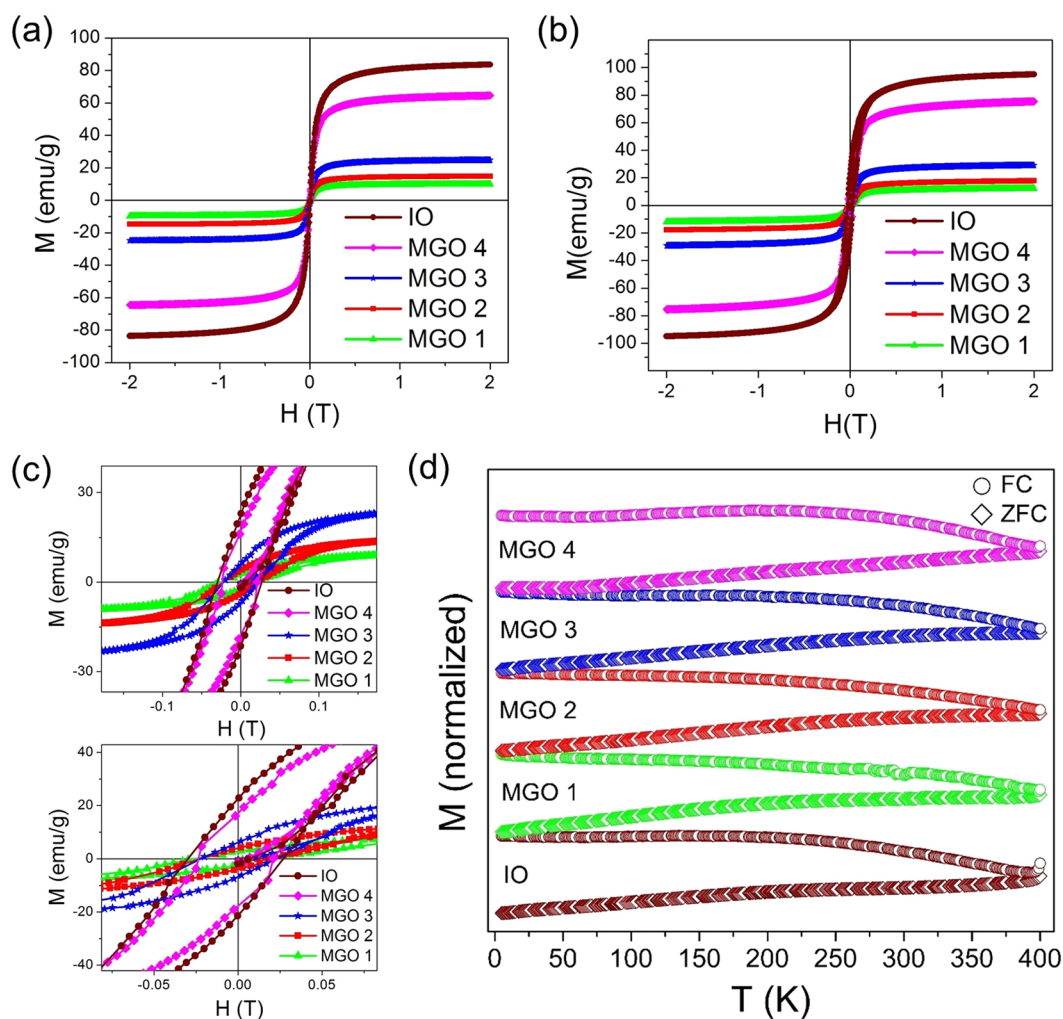 (a)
M (emu/g)
100
80
60
40
20
0
-20
-40
-60
-80
-100
-2
-1
0
1
2
H (T)
IO
MGO 4
MGO 3
MGO 2
MGO 1
(b)
M(emu/g)
100
80
60
40
20
0
-20
-40
-60
-80
-100
-2
-1
0
1
2
H(T)
IO
MGO 4
MGO 3
MGO 2
MGO 1
(c)
M (emu/g)
30
0
-30
-0.1
0.0
0.1
H (T)
IO
MGO 4
MGO 3
MGO 2
MGO 1
M (emu/g)
40
20
0
-20
-40
-0.05
0.00
0.05
H (T)
IO
MGO 4
MGO 3
MGO 2
MGO 1
(d)
FC
ZFC
M (normalized)
MGO 4
MGO 3
MGO 2
MGO 1
IO
0
50
100
150
200
250
300
350
400
T (K)